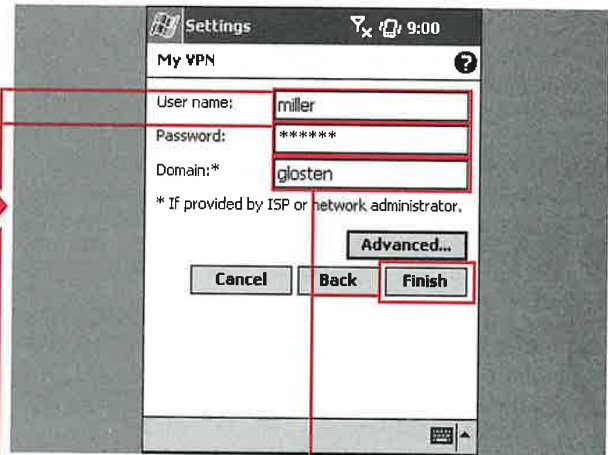 Settings 9:00
My VPN ?
User name: miller
Password: ******
Domain:* glosten
* If provided by ISP or network administrator.
Advanced...
Cancel Back Finish